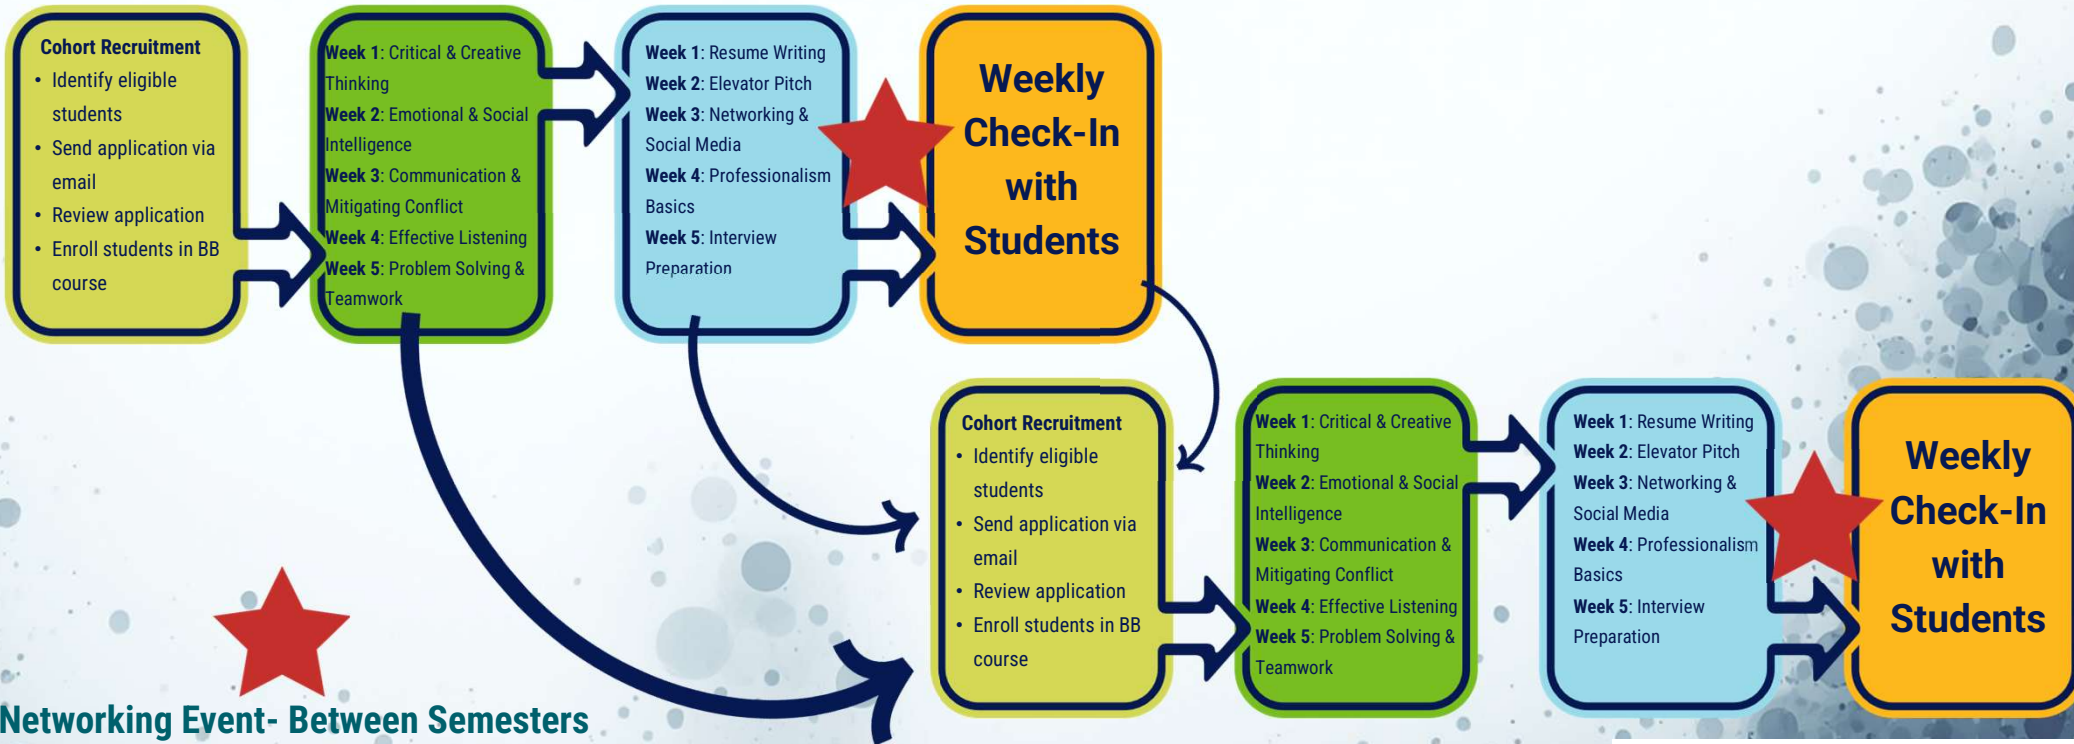 Cohort Recruitment
• Identify eligible
students
• Send application via
email
• Review application
• Enroll students in BB
course
Week 1: Critical & Creative
Thinking
Week 2: Emotional & Social
Intelligence
Week 3: Communication &
Mitigating Conflict
Week 4: Effective Listening
Week 5: Problem Solving &
Teamwork
Week 1: Resume Writing
Week 2: Elevator Pitch
Week 3: Networking &
Social Media
Week 4: Professionalism
Basics
Week 5: Interview
Preparation
Weekly
Check-In
with
Students
Cohort Recruitment
• Identify eligible
students
• Send application via
email
• Review application
• Enroll students in BB
course
Week 1: Critical & Creative
Thinking
Week 2: Emotional & Social
Intelligence
Week 3: Communication &
Mitigating Conflict
Week 4: Effective Listening
Week 5: Problem Solving &
Teamwork
Week 1: Resume Writing
Week 2: Elevator Pitch
Week 3: Networking &
Social Media
Week 4: Professionalism
Basics
Week 5: Interview
Preparation
Weekly
Check-In
with
Students
Networking Event- Between Semesters